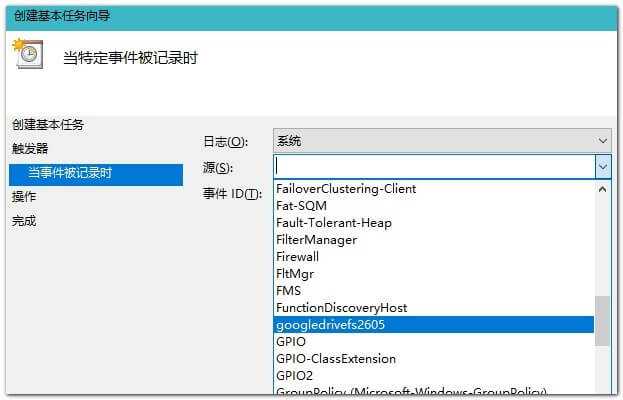 创建基本任务向导
当特定事件被记录时
创建基本任务
触发器
当事件被记录时
操作
完成
日志(O):
系统
源(S):
事件 ID(T):
FailoverClustering-Client
Fat-SQM
Fault-Tolerant-Heap
FilterManager
Firewall
FltMgr
FMS
FunctionDiscoveryHost
googledrivefs2605
GPIO
GPIO-ClassExtension
GPIO2
GroupPolicy (Microsoft-Windows-GroupPolicy)